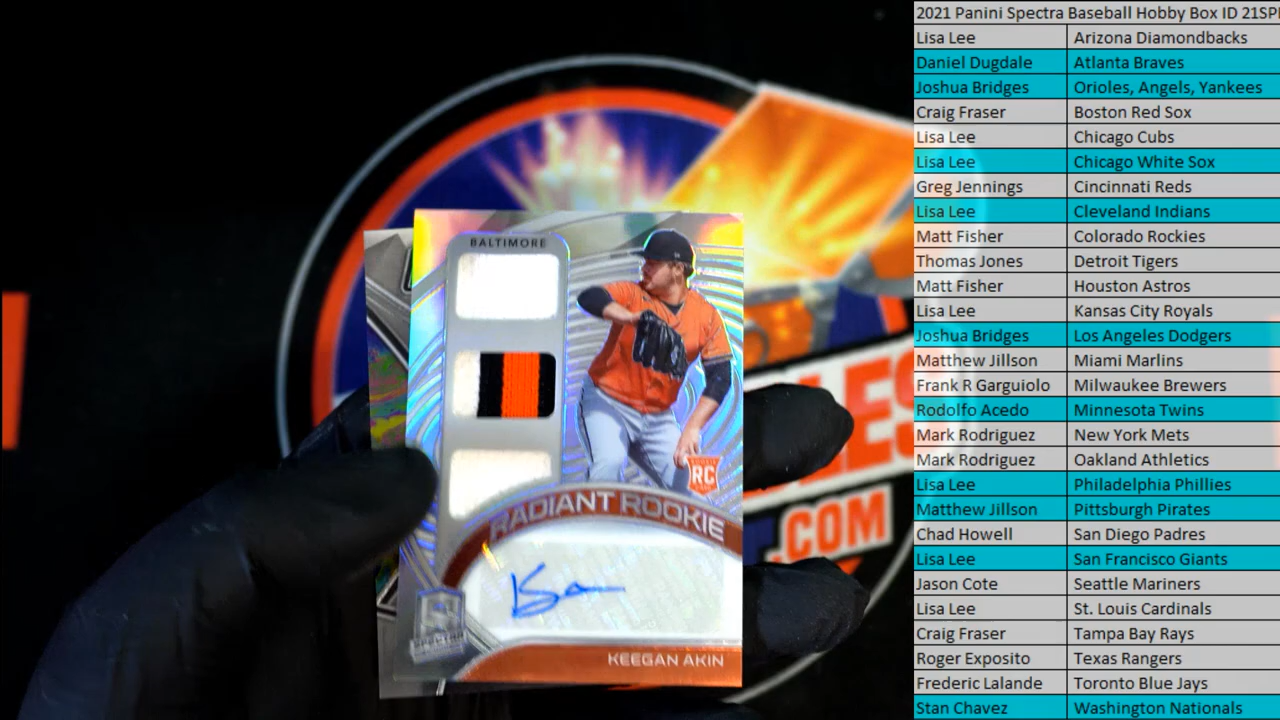 BALTIMORE
RC
RADIANT ROOKIE
SPECTRA
KEEGAN AKIN
.COM
2021 Panini Spectra Baseball Hobby Box ID 21SP
Lisa Lee Arizona Diamondbacks
Daniel Dugdale Atlanta Braves
Joshua Bridges Orioles, Angels, Yankees
Craig Fraser Boston Red Sox
Lisa Lee Chicago Cubs
Lisa Lee Chicago White Sox
Greg Jennings Cincinnati Reds
Lisa Lee Cleveland Indians
Matt Fisher Colorado Rockies
Thomas Jones Detroit Tigers
Matt Fisher Houston Astros
Lisa Lee Kansas City Royals
Joshua Bridges Los Angeles Dodgers
Matthew Jillson Miami Marlins
Frank R Garguiolo Milwaukee Brewers
Rodolfo Acedo Minnesota Twins
Mark Rodriguez New York Mets
Mark Rodriguez Oakland Athletics
Lisa Lee Philadelphia Phillies
Matthew Jillson Pittsburgh Pirates
Chad Howell San Diego Padres
Lisa Lee San Francisco Giants
Jason Cote Seattle Mariners
Lisa Lee St. Louis Cardinals
Craig Fraser Tampa Bay Rays
Roger Exposito Texas Rangers
Frederic Lalande Toronto Blue Jays
Stan Chavez Washington Nationals